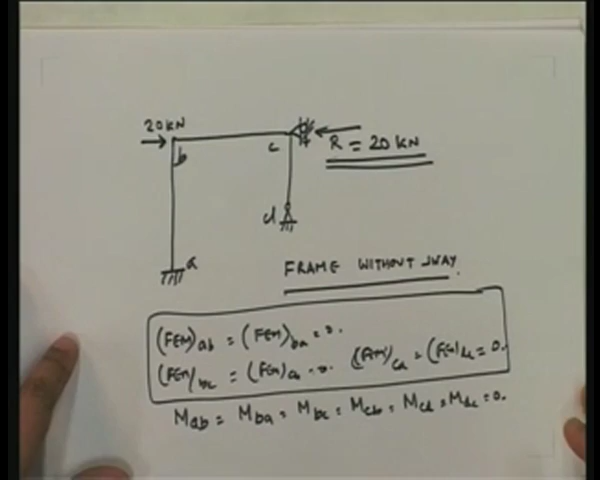 20 KN
b
c
R = 20 KN
d
a
FRAME WITHOUT SWAY.
(FEM)ab = (FEM)ba = 0.
(FEM)bc = (FEM)cb = 0. (FEM)cd = (FEM)dc = 0.
Mab = Mba = Mbc = Mcb = Mcd = Mdc = 0.